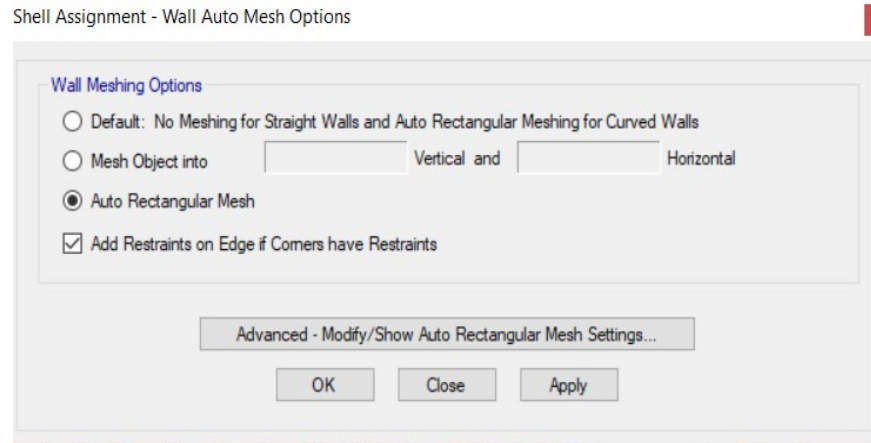 Shell Assignment - Wall Auto Mesh Options
Wall Meshing Options
Default: No Meshing for Straight Walls and Auto Rectangular Meshing for Curved Walls
Mesh Object into Vertical and Horizontal
Auto Rectangular Mesh
Add Restraints on Edge if Corners have Restraints
Advanced - Modify/Show Auto Rectangular Mesh Settings...
OK Close Apply